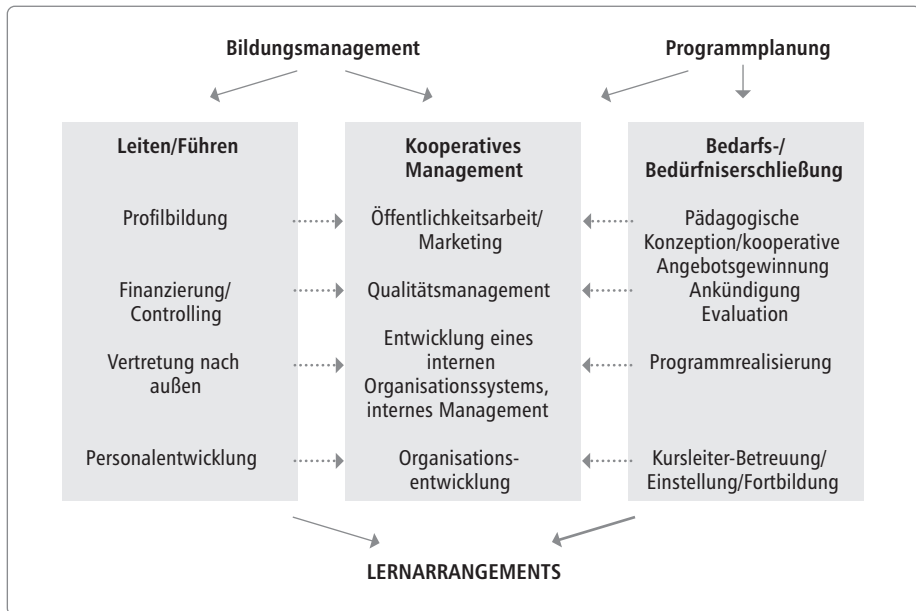 Bildungsmanagement
Programmplanung
Leiten/Führen
Profilbildung
Finanzierung/
Controlling
Vertretung nach
außen
Personalentwicklung
Kooperatives
Management
Öffentlichkeitsarbeit/
Marketing
Qualitätsmanagement
Entwicklung eines
internen
Organisationssystems,
internes Management
Organisations-
entwicklung
Bedarfs-/
Bedürfniserschließung
Pädagogische
Konzeption/kooperative
Angebotsgewinnung
Ankündigung
Evaluation
Programmrealisierung
Kursleiter-Betreuung/
Einstellung/Fortbildung
LERNARRANGEMENTS